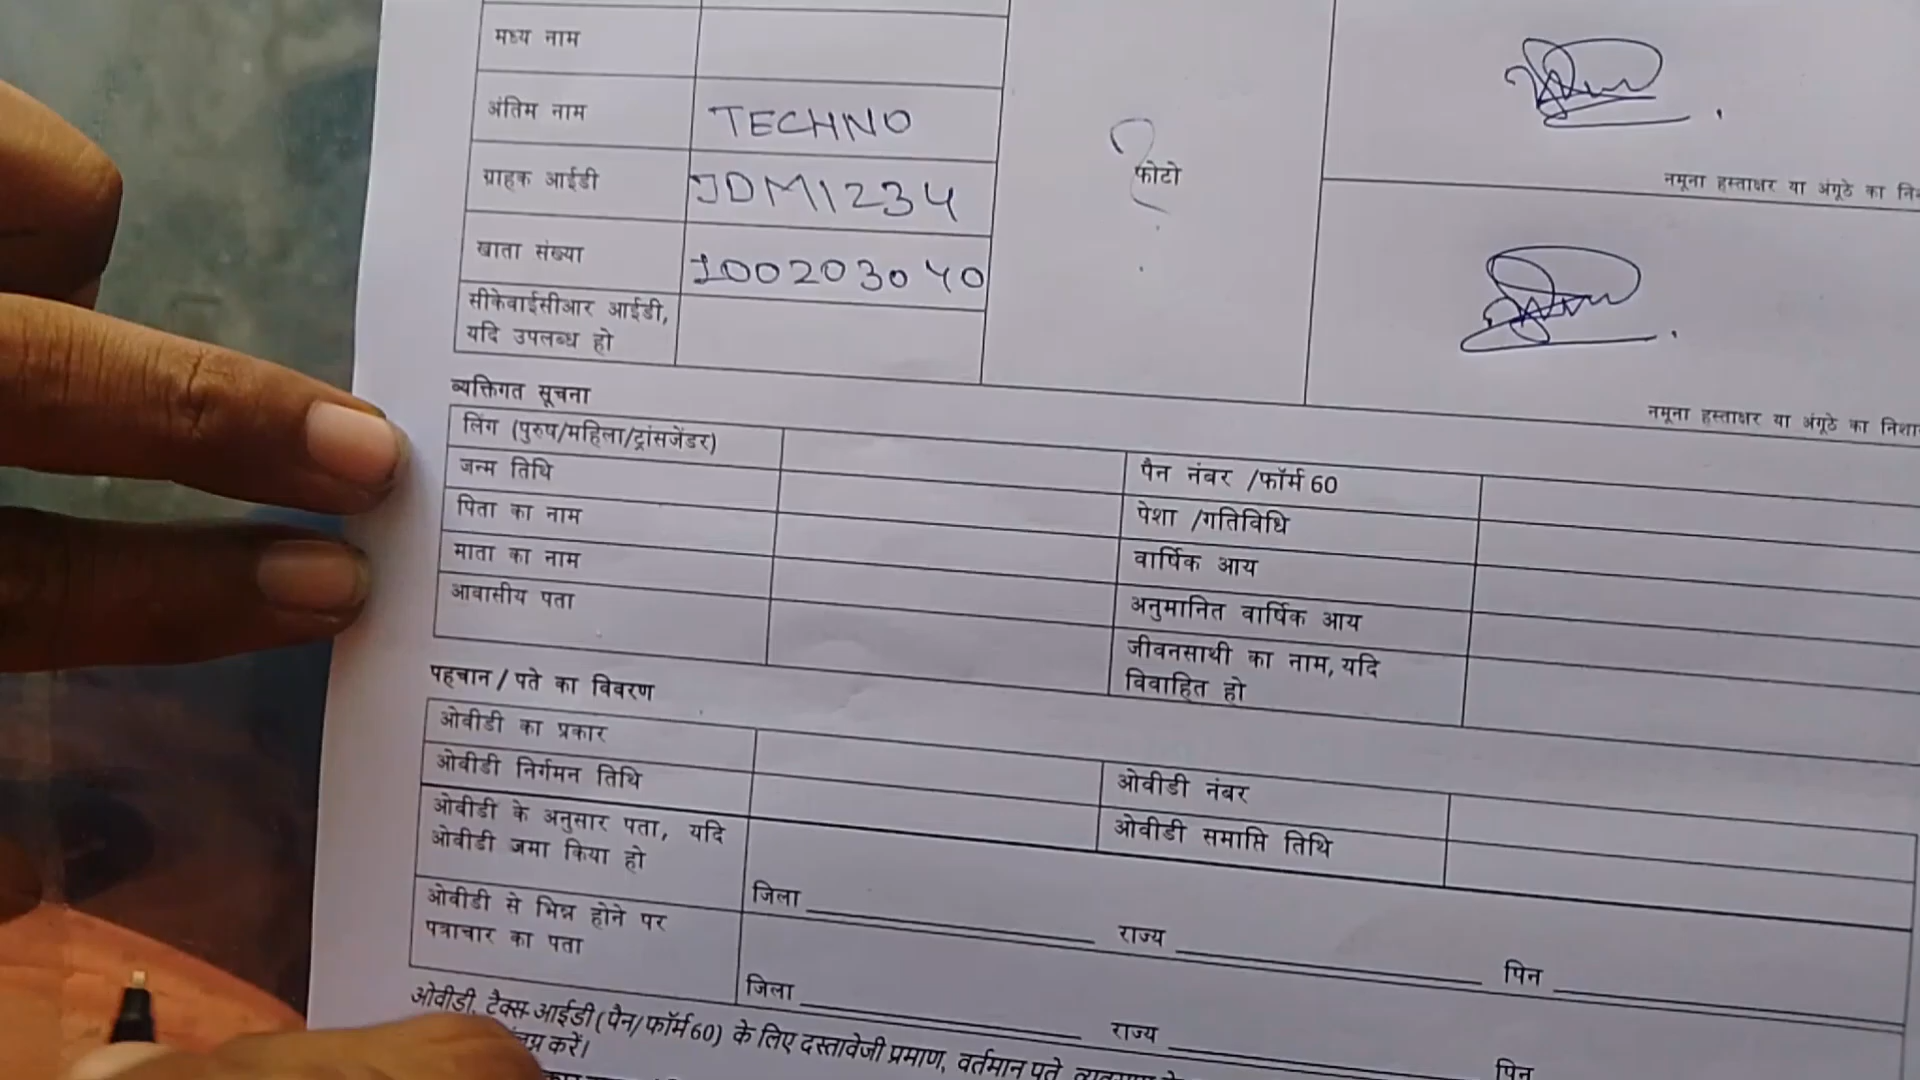 मध्य नाम
अंतिम नाम TECHNO
ग्राहक आईडी JDM1234
खाता संख्या 100203040
सीकेवाईसीआर आईडी,
यदि उपलब्ध हो
फोटो
नमूना हस्ताक्षर या अंगूठे का
नमूना हस्ताक्षर या अंगूठे का
व्यक्तिगत सूचना
लिंग (पुरुष/महिला/ट्रांसजेंडर) पैन नंबर /फॉर्म 60
जन्म तिथि पेशा /गतिविधि
पिता का नाम वार्षिक आय
माता का नाम अनुमानित वार्षिक आय
आवासीय पता जीवनसाथी का नाम, यदि
विवाहित हो
पहचान / पते का विवरण
ओवीडी का प्रकार ओवीडी नंबर
ओवीडी निर्गमन तिथि ओवीडी समाप्ति तिथि
ओवीडी के अनुसार पता, यदि
ओवीडी जमा किया हो
जिला राज्य पिन
ओवीडी से भिन्न होने पर
पत्राचार का पता
जिला राज्य पिन
ओवीडी, टैक्स-आईडी (पैन/फॉर्म 60) के लिए दस्तावेजी प्रमाण, वर्तमान पते
करें।